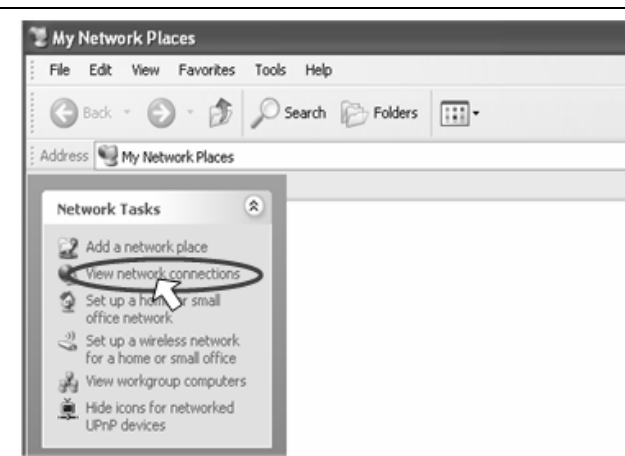 My Network Places
File Edit View Favorites Tools Help
Back Search Folders
Address My Network Places
Network Tasks
Add a network place
View network connections
Set up a home or small
office network
Set up a wireless network
for a home or small office
View workgroup computers
Hide icons for networked
UPnP devices